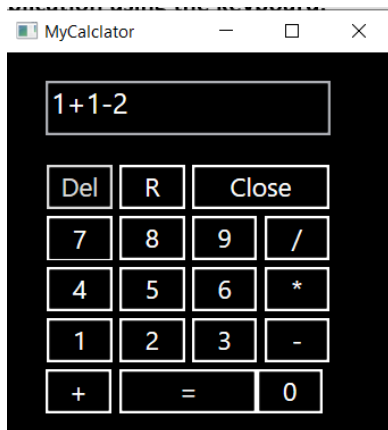 MyCalclator
1+1-2
Del R Close
7 8 9 /
4 5 6 *
1 2 3 -
+ = 0